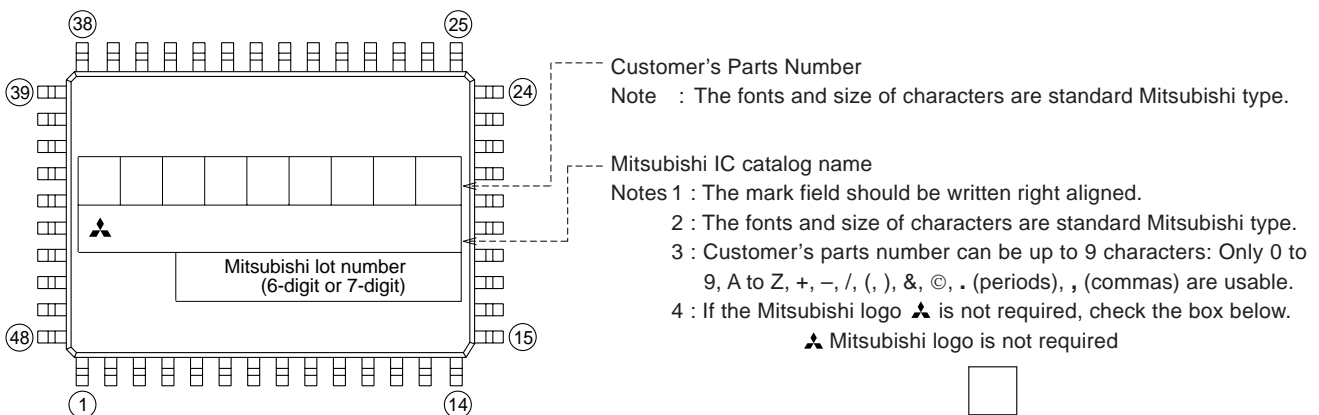 38 25
39 24
Customer's Parts Number
Note : The fonts and size of characters are standard Mitsubishi type.
Mitsubishi IC catalog name
Notes 1 : The mark field should be written right aligned.
2 : The fonts and size of characters are standard Mitsubishi type.
3 : Customer's parts number can be up to 9 characters: Only 0 to
9, A to Z, +, –, /, (, ), &, ©, . (periods), , (commas) are usable.
4 : If the Mitsubishi logo is not required, check the box below.
Mitsubishi logo is not required
Mitsubishi lot number
(6-digit or 7-digit)
48 15
1 14